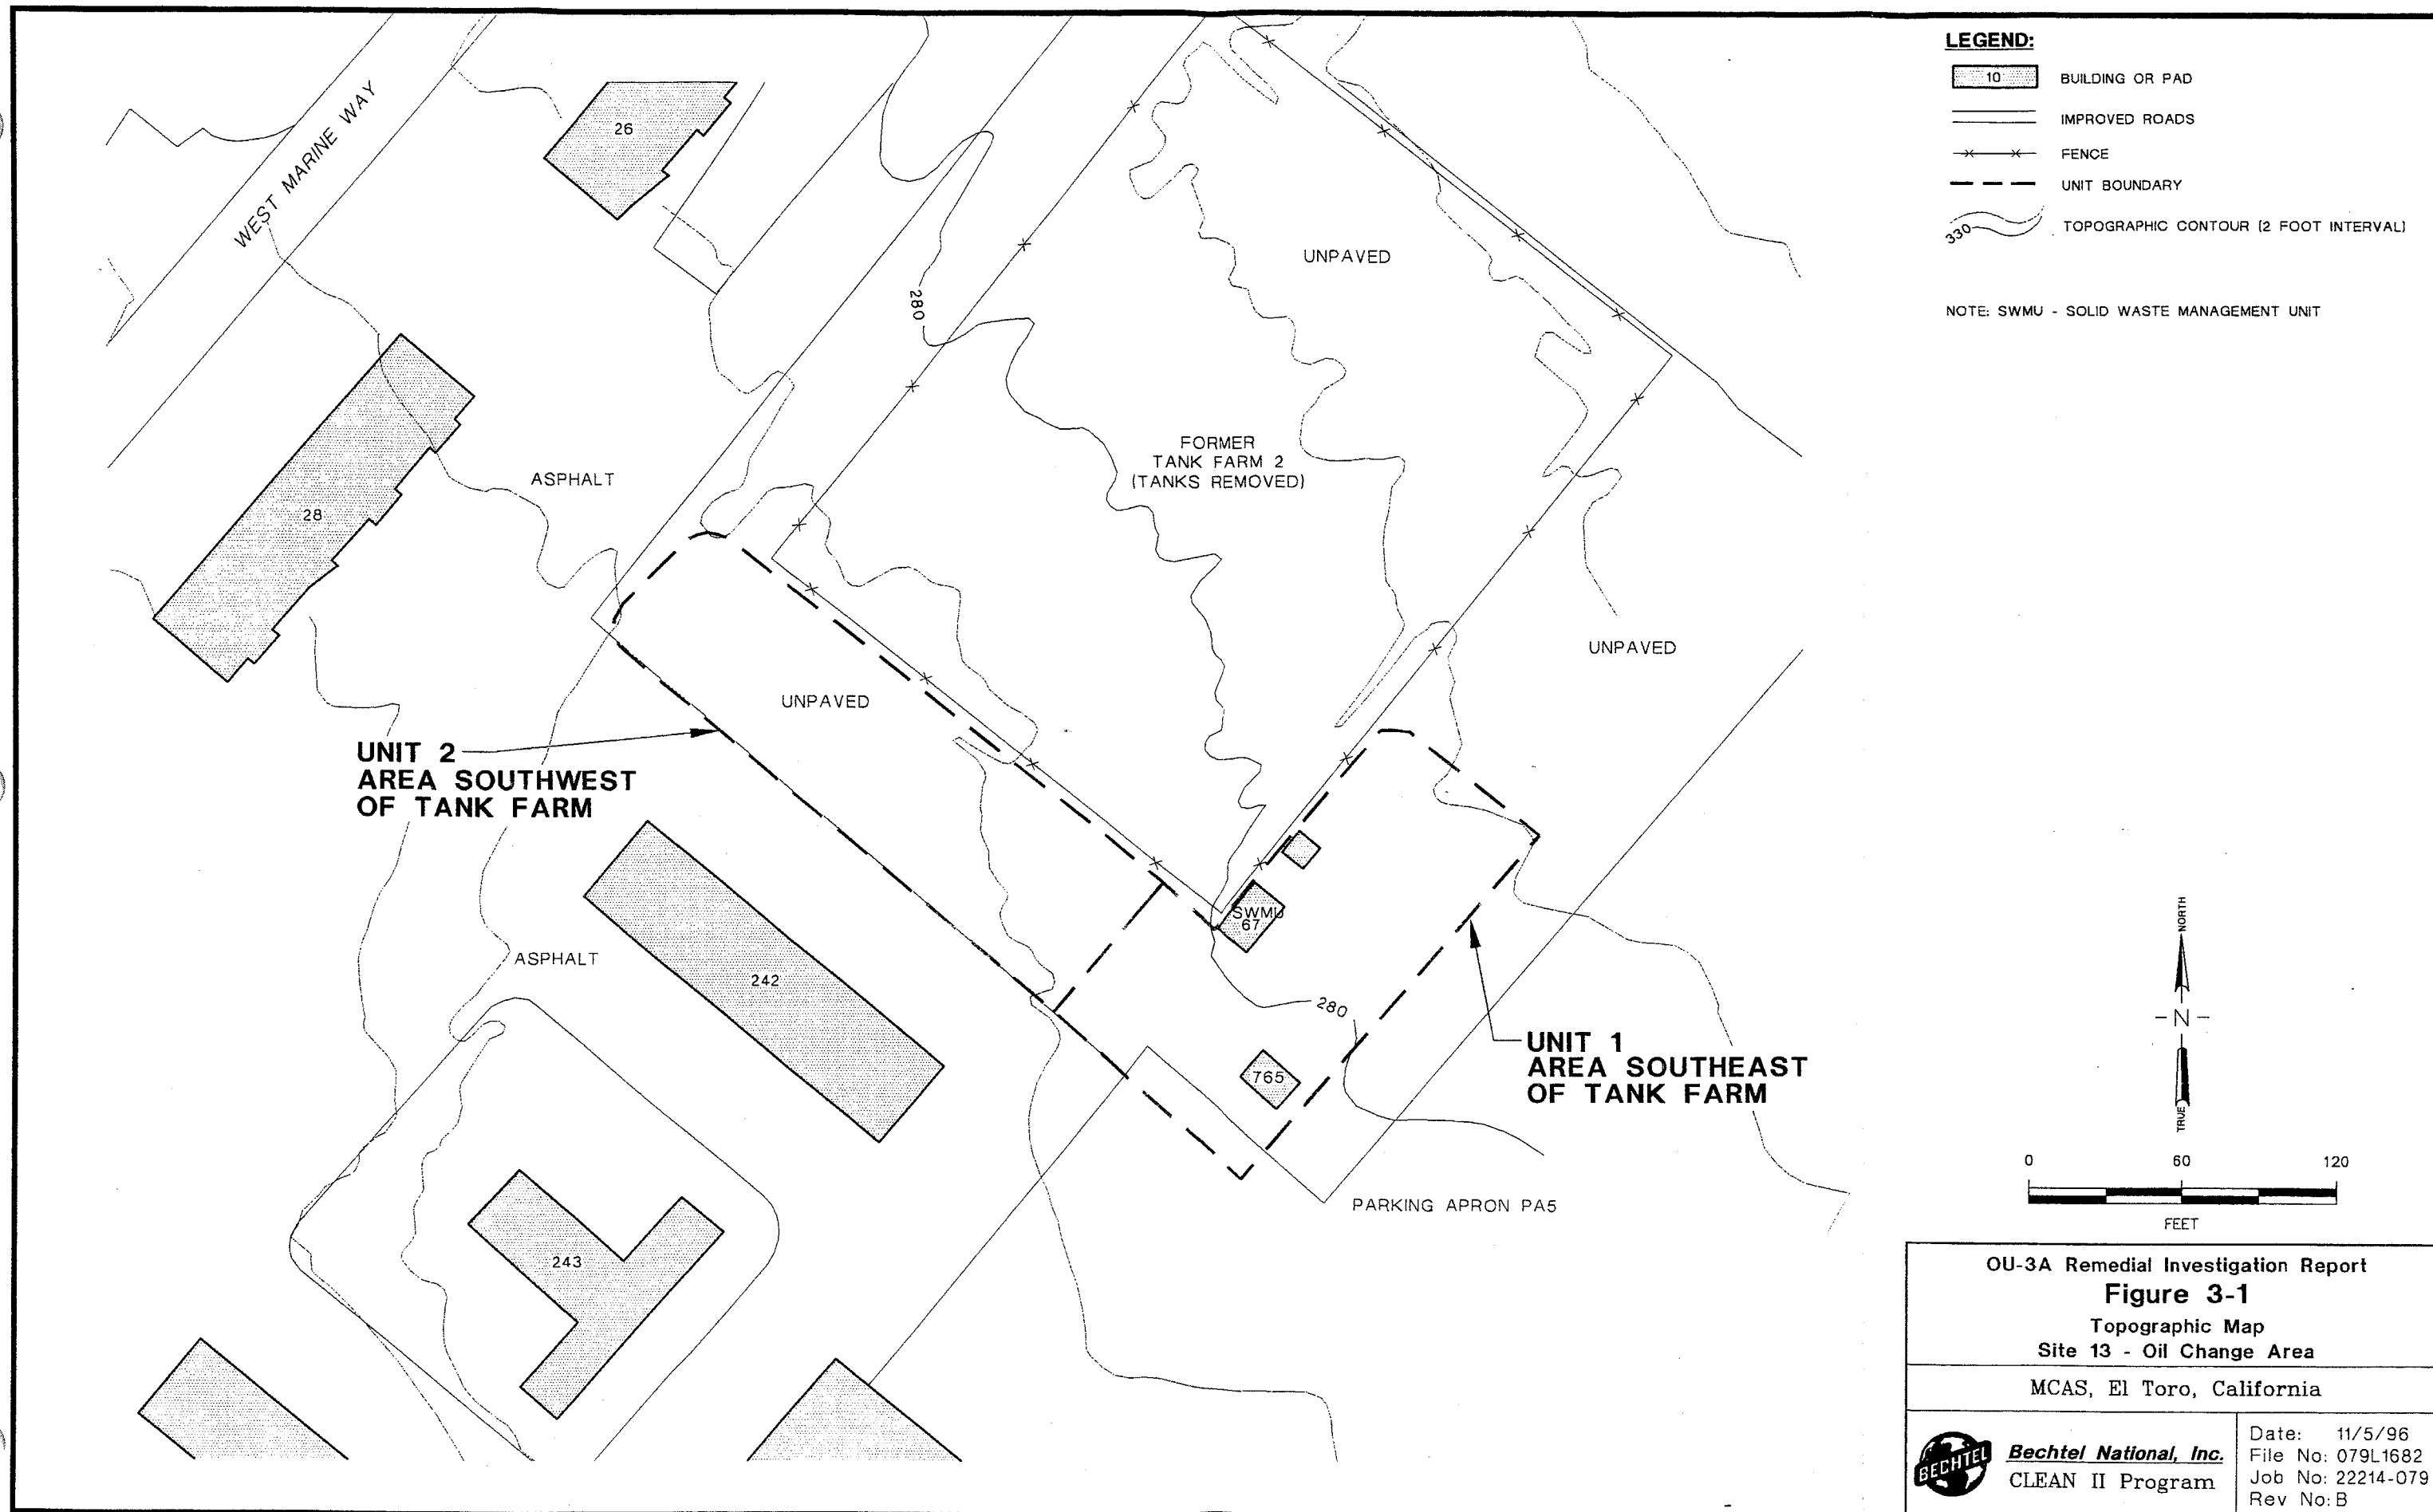 WEST MARINE WAY
26
28
ASPHALT
280
UNPAVED
FORMER
TANK FARM 2
(TANKS REMOVED)
UNPAVED
UNPAVED
UNIT 2
AREA SOUTHWEST
OF TANK FARM
SWMU
67
ASPHALT
242
280
765
UNIT 1
AREA SOUTHEAST
OF TANK FARM
PARKING APRON PA5
243
LEGEND:
10 BUILDING OR PAD
IMPROVED ROADS
FENCE
UNIT BOUNDARY
330 TOPOGRAPHIC CONTOUR (2 FOOT INTERVAL)
NOTE: SWMU - SOLID WASTE MANAGEMENT UNIT
NORTH
- N -
TRUE
0 60 120
FEET
OU-3A Remedial Investigation Report
Figure 3-1
Topographic Map
Site 13 - Oil Change Area
MCAS, El Toro, California
BECHTEL
Bechtel National, Inc.
CLEAN II Program
Date: 11/5/96
File No: 079L1682
Job No: 22214-079
Rev No: B